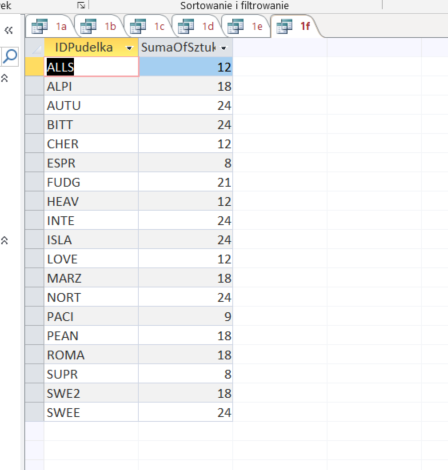 ek Sortowanie i filtrowanie
1a 1b 1c 1d 1e 1f
IDPudelka SumaOfSztuk
ALLS 12
ALPI 18
AUTU 24
BITT 24
CHER 12
ESPR 8
FUDG 21
HEAV 12
INTE 24
ISLA 24
LOVE 12
MARZ 18
NORT 24
PACI 9
PEAN 18
ROMA 18
SUPR 8
SWE2 18
SWEE 24